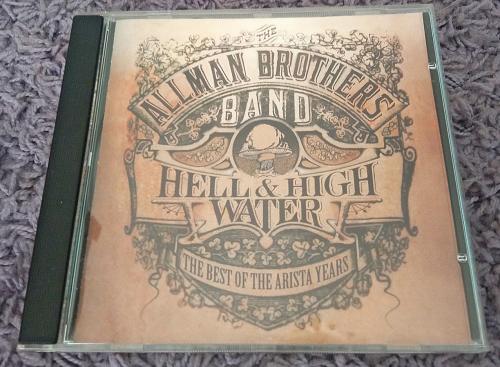 THE
ALLMAN BROTHERS
BAND
HELL & HIGH
WATER
THE BEST OF THE ARISTA YEARS